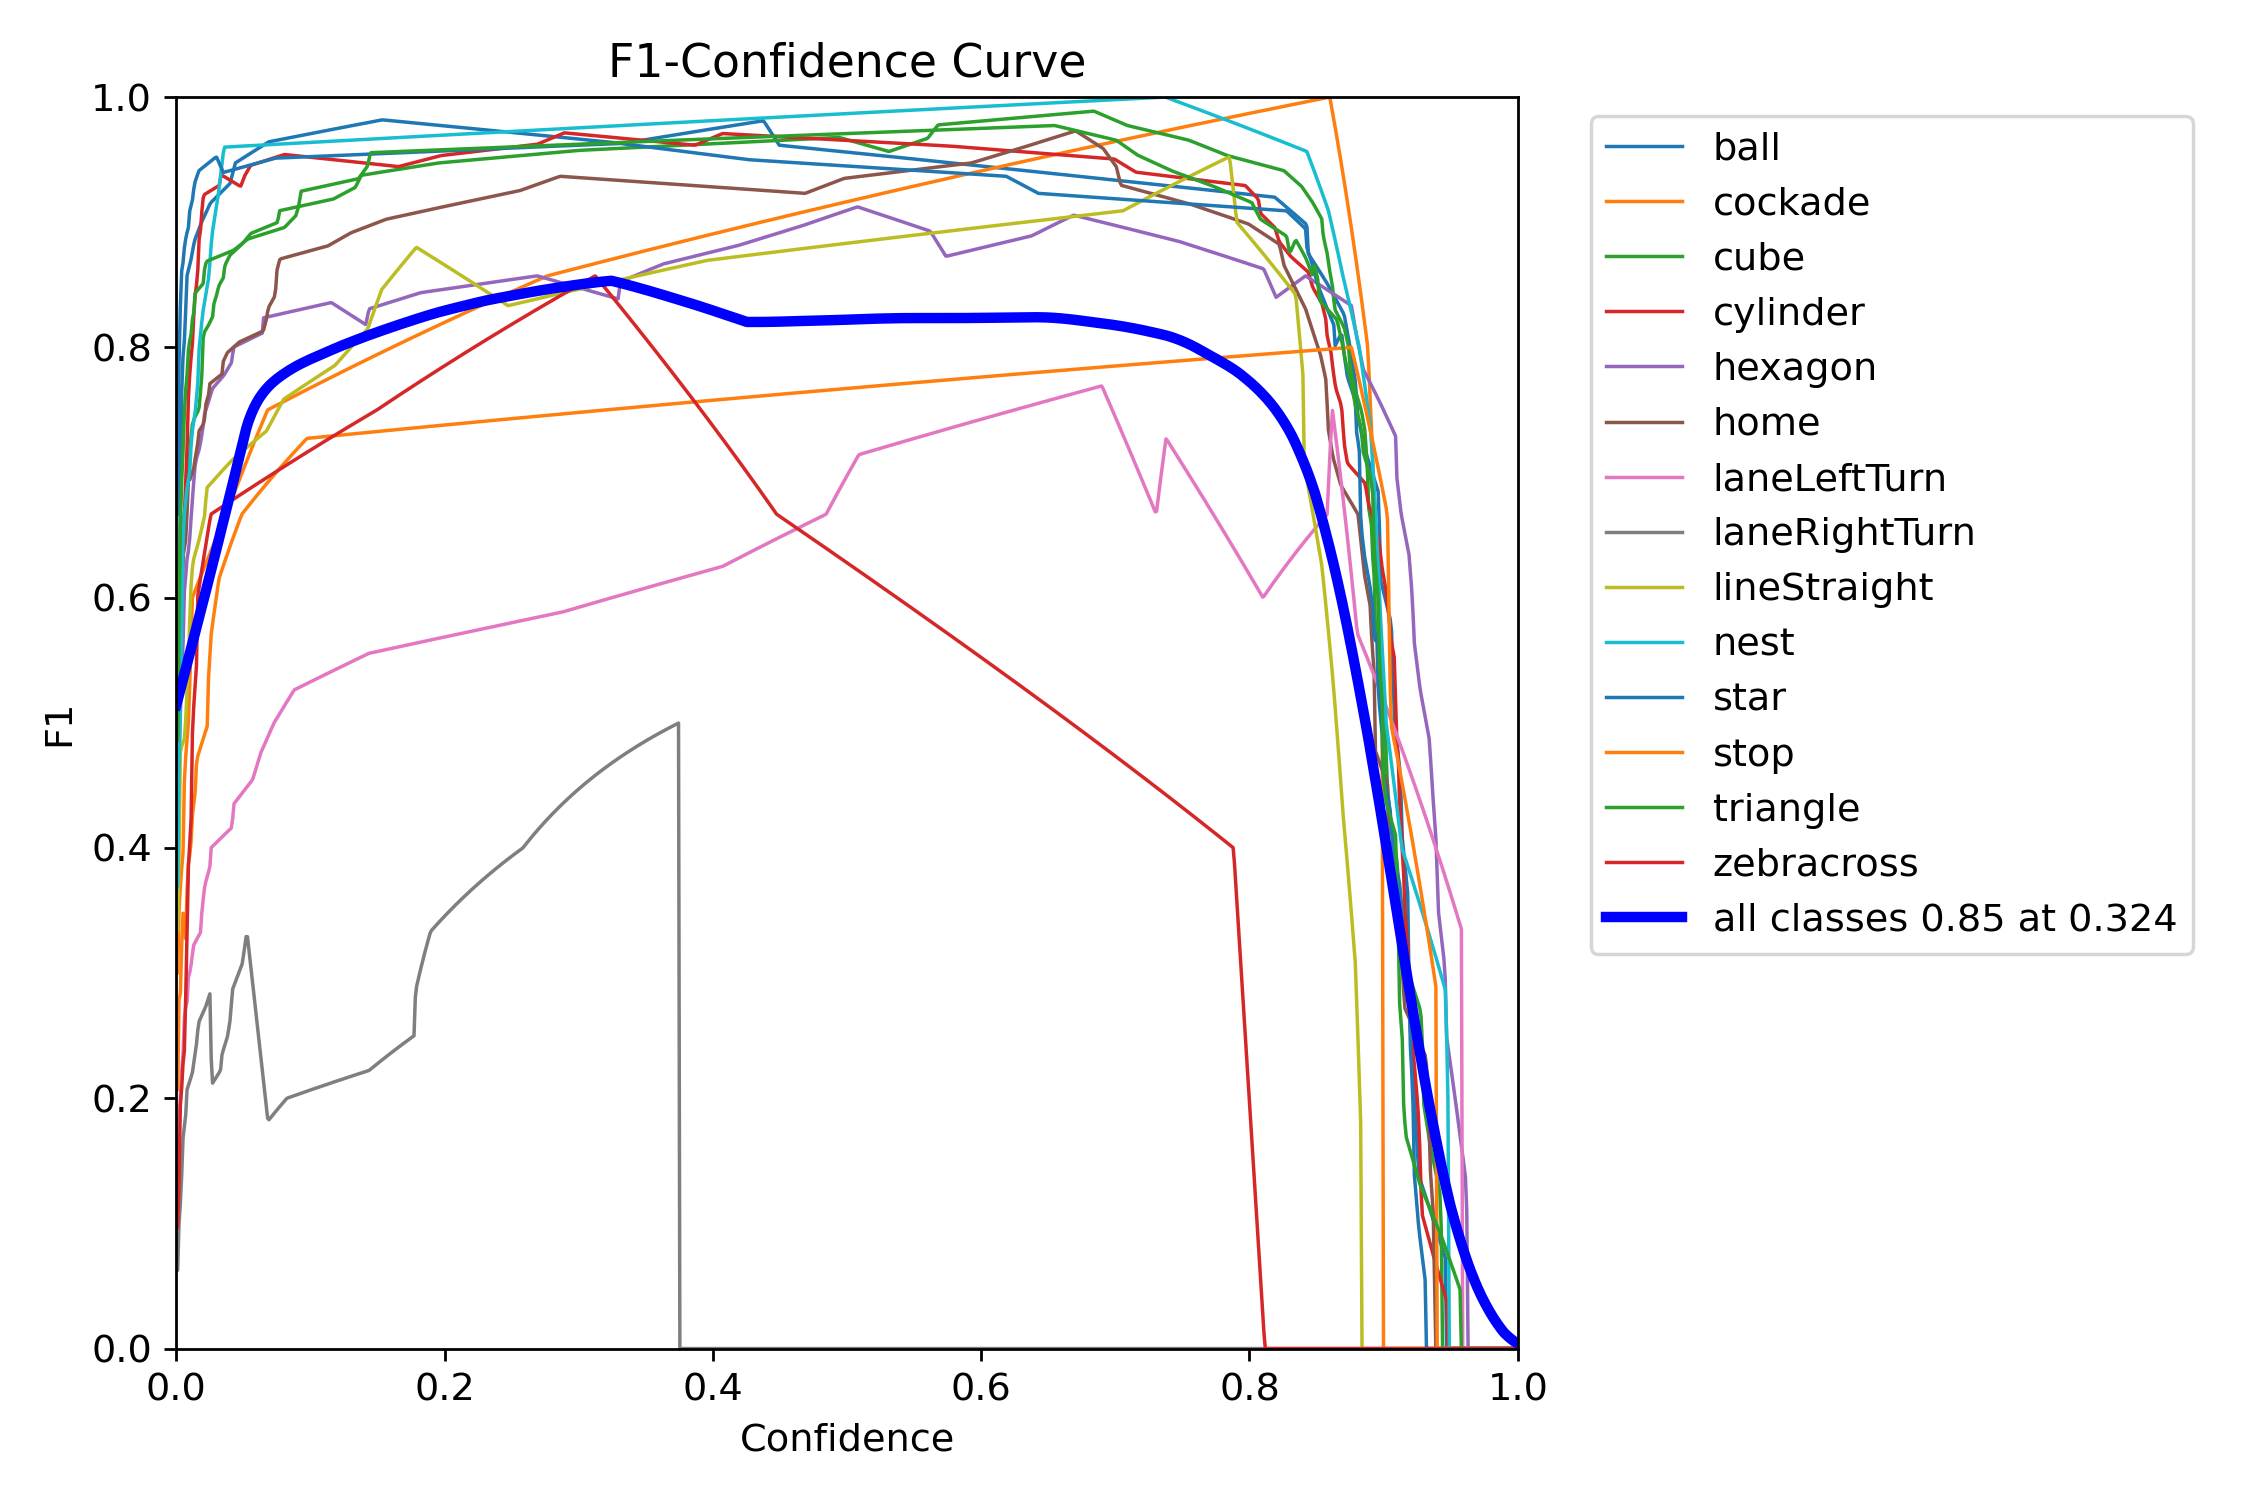 F1-Confidence Curve
1.0
0.8
0.6
0.4
0.2
0.0
F1
0.0 0.2 0.4 0.6 0.8 1.0
Confidence
ball
cockade
cube
cylinder
hexagon
home
laneLeftTurn
laneRightTurn
lineStraight
nest
star
stop
triangle
zebracross
all classes 0.85 at 0.324